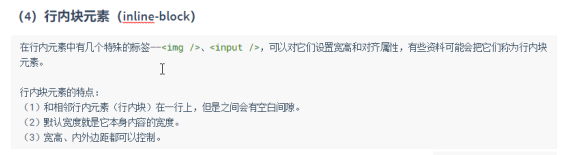 （4）行内块元素（inline-block）
在行内元素中有几个特殊的标签——<img />、<input />，可以对它们设置宽高和对齐属性，有些资料可能会把它们称为行内块
元素。
行内块元素的特点：
（1）和相邻行内元素（行内块）在一行上，但是之间会有空白间隙。
（2）默认宽度就是它本身内容的宽度。
（3）宽高、内外边距都可以控制。